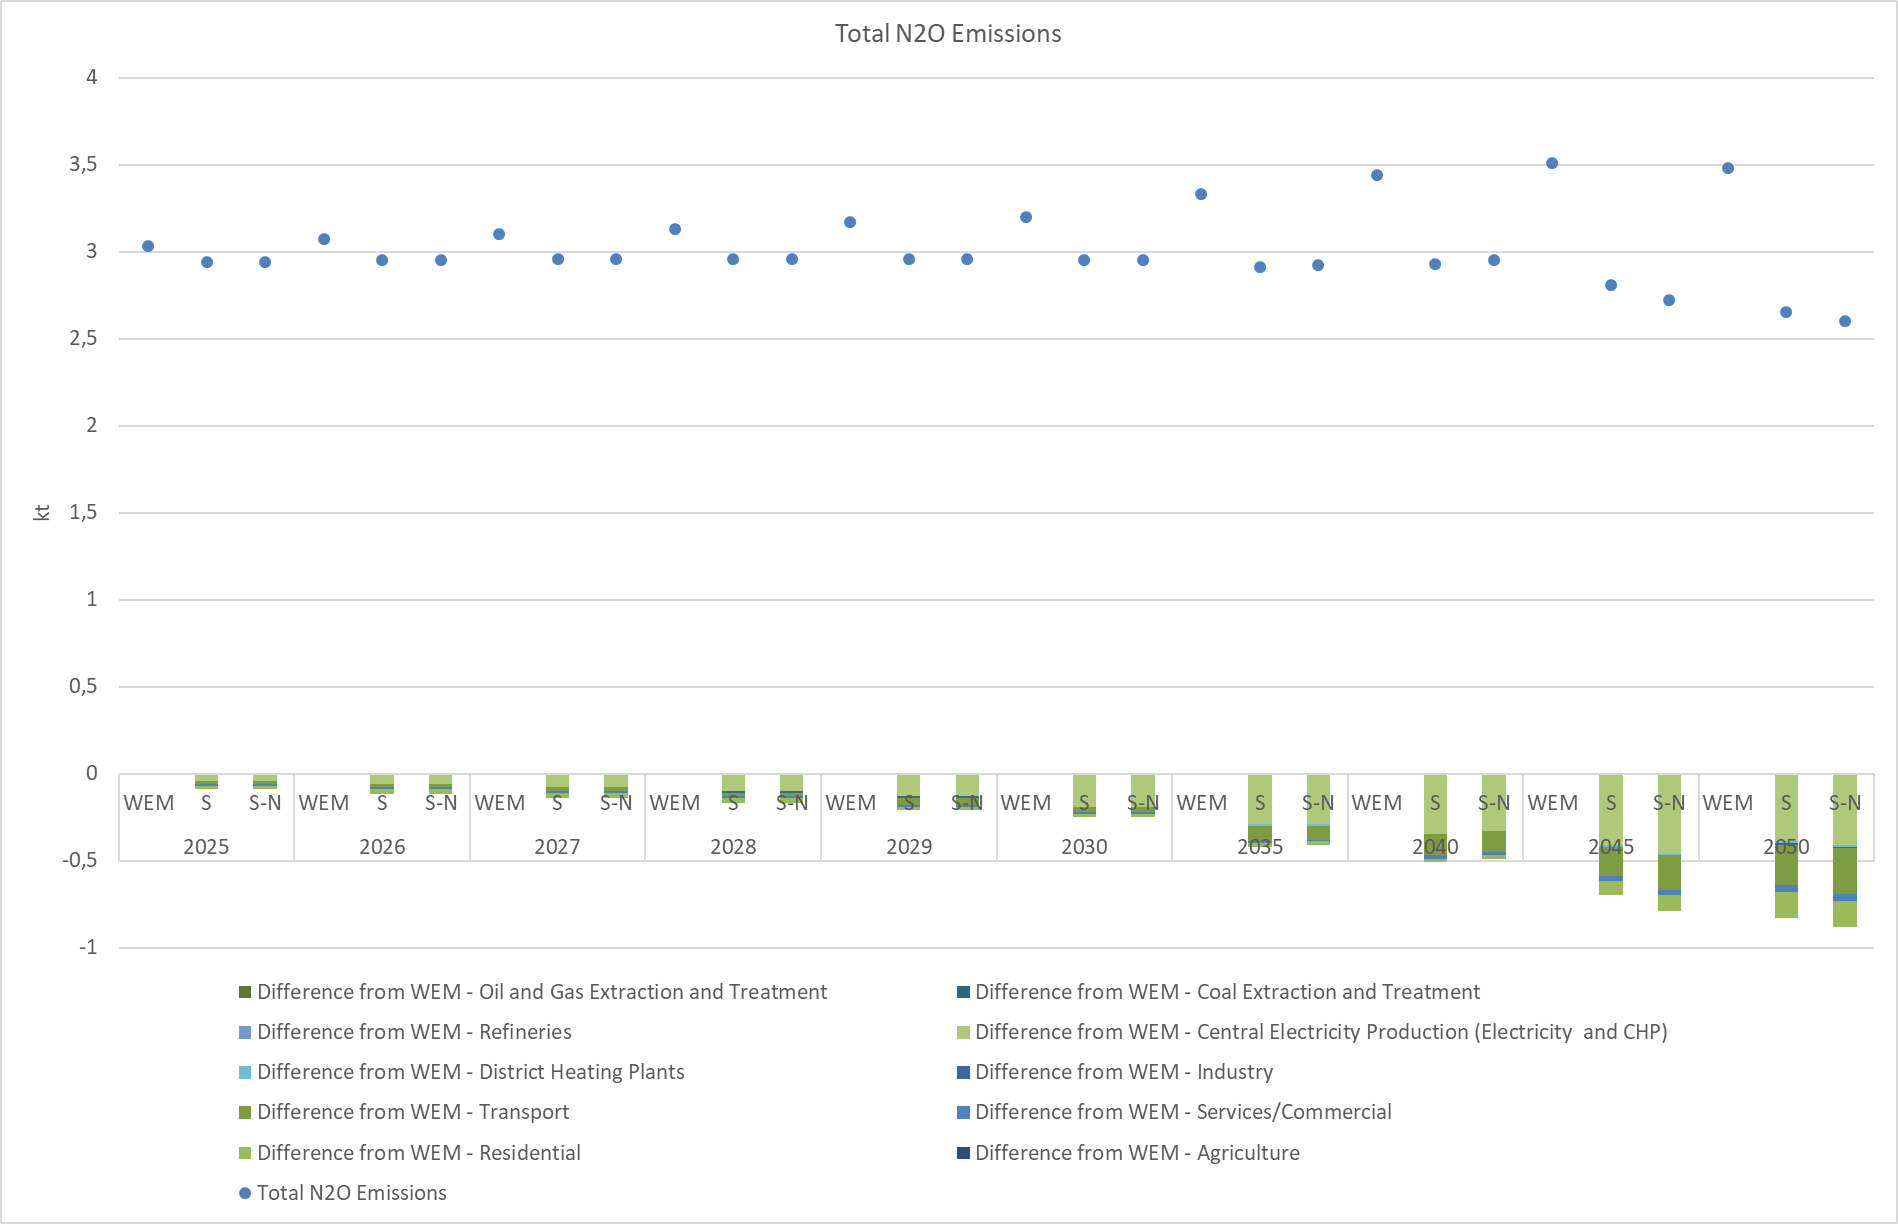 Total N2O Emissions
4
3,5
3
2,5
2
kt
1,5
1
0,5
0
WEM S S-N WEM S S-N WEM S S-N WEM S S-N WEM S S-N WEM S S-N WEM S S-N WEM S S-N WEM S S-N WEM S S-N
2025 2026 2027 2028 2029 2030 2035 2040 2045 2050
-0,5
-1
Difference from WEM - Oil and Gas Extraction and Treatment
Difference from WEM - Coal Extraction and Treatment
Difference from WEM - Refineries
Difference from WEM - Central Electricity Production (Electricity  and CHP)
Difference from WEM - District Heating Plants
Difference from WEM - Industry
Difference from WEM - Transport
Difference from WEM - Services/Commercial
Difference from WEM - Residential
Difference from WEM - Agriculture
Total N2O Emissions